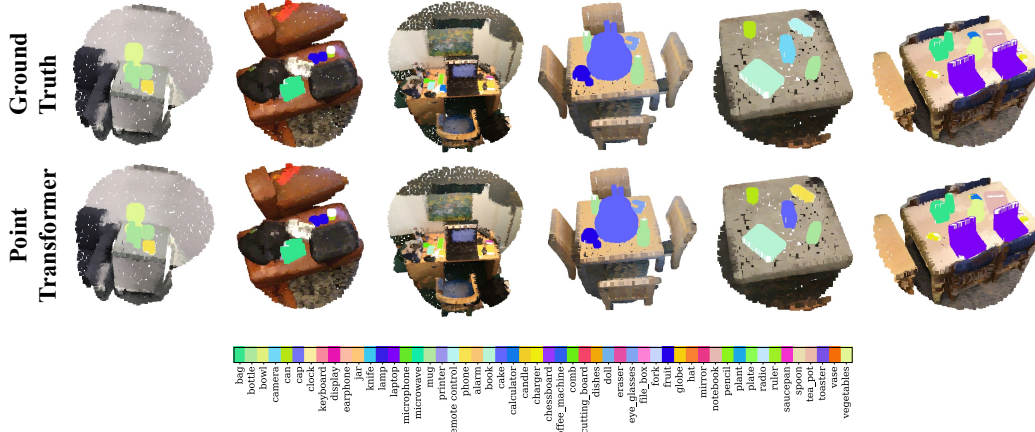 Ground
Truth
Point
Transformer
bag
bottle
bowl
camera
can
cap
clock
keyboard
display
earphone
jar
knife
lamp
laptop
microphone
microwave
mug
printer
emote control
phone
alarm
book
cake
calculator
candle
charger
chessboard
offee_machine
comb
cutting_board
dishes
doll
eraser
eye_glasses
file_box
fork
fruit
globe
hat
mirror
notebook
pencil
plant
plate
radio
ruler
saucepan
spoon
tea_pot
toaster
vase
vegetables